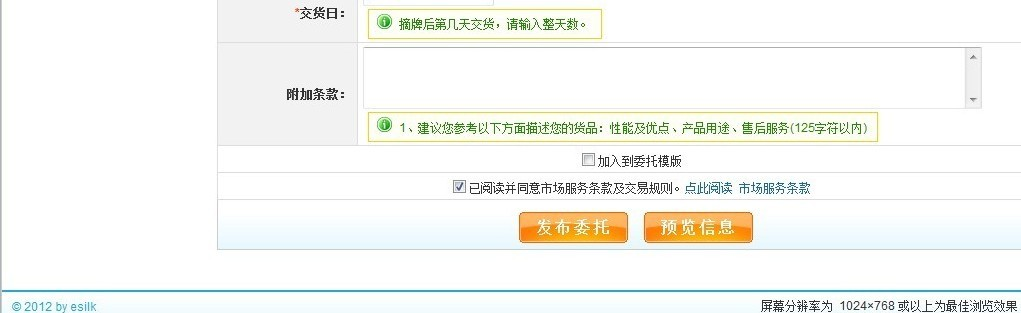 *交货日：
摘牌后第几天交货，请输入整天数。
附加条款：
1、建议您参考以下方面描述您的货品：性能及优点、产品用途、售后服务(125字符以内)
加入到委托模版
已阅读并同意市场服务条款及交易规则。点此阅读 市场服务条款
发布委托 预览信息
© 2012 by esilk 屏幕分辨率为 1024×768 或以上为最佳浏览效果